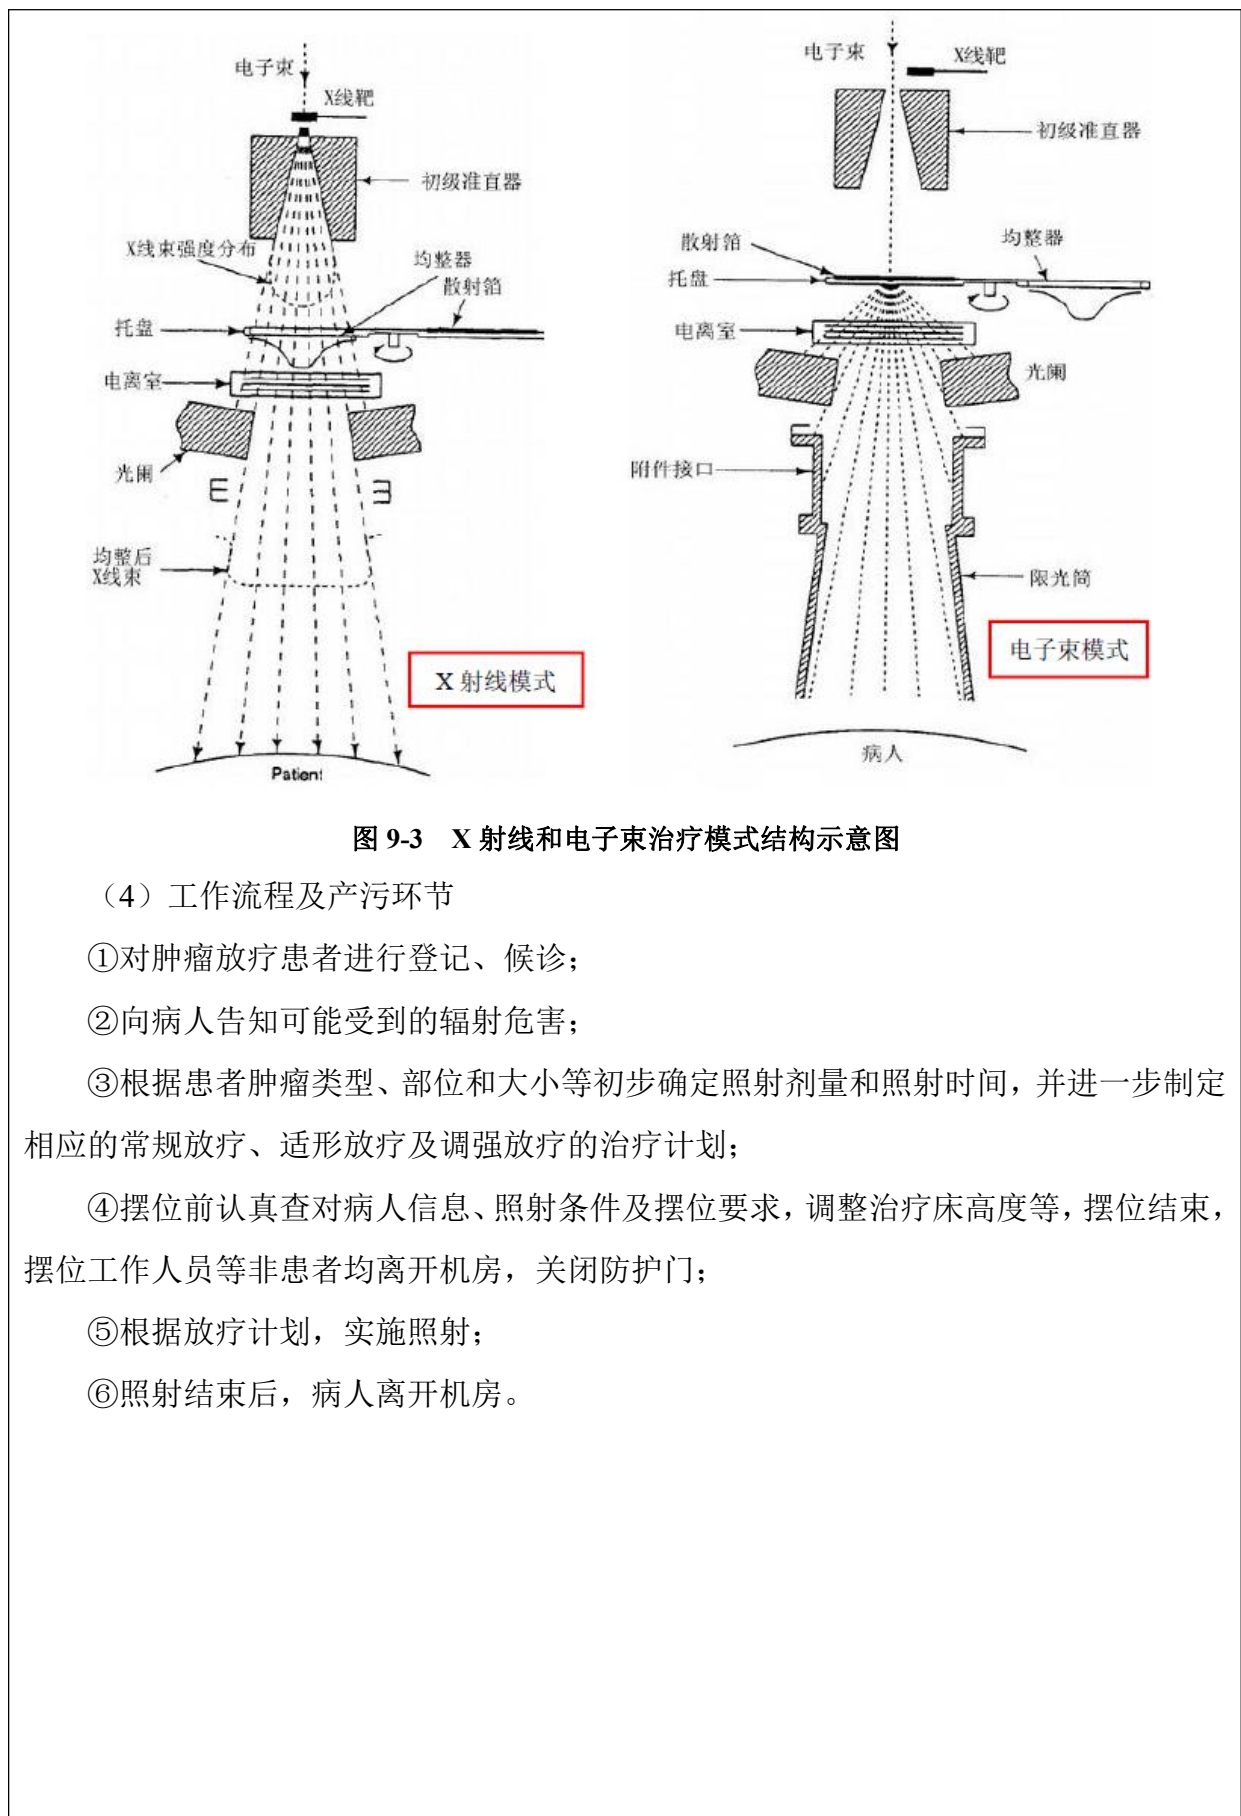 电子束
X线靶
初级准直器
X线束强度分布
均整器
散射箔
托盘
电离室
光阑
均整后
X线束
X 射线模式
Patient
电子束
X线靶
初级准直器
散射箔
均整器
托盘
电离室
光阑
附件接口
限光筒
电子束模式
病人
图 9-3 X 射线和电子束治疗模式结构示意图
（4）工作流程及产污环节
①对肿瘤放疗患者进行登记、候诊；
②向病人告知可能受到的辐射危害；
③根据患者肿瘤类型、部位和大小等初步确定照射剂量和照射时间，并进一步制定
相应的常规放疗、适形放疗及调强放疗的治疗计划；
④摆位前认真查对病人信息、照射条件及摆位要求，调整治疗床高度等，摆位结束，
摆位工作人员等非患者均离开机房，关闭防护门；
⑤根据放疗计划，实施照射；
⑥照射结束后，病人离开机房。